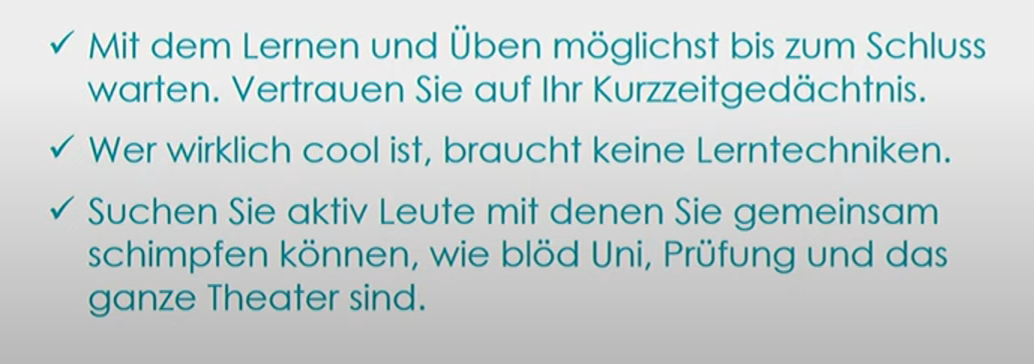 ✓ Mit dem Lernen und Üben möglichst bis zum Schluss
warten. Vertrauen Sie auf Ihr Kurzzeitgedächtnis.
✓ Wer wirklich cool ist, braucht keine Lerntechniken.
✓ Suchen Sie aktiv Leute mit denen Sie gemeinsam
schimpfen können, wie blöd Uni, Prüfung und das
ganze Theater sind.